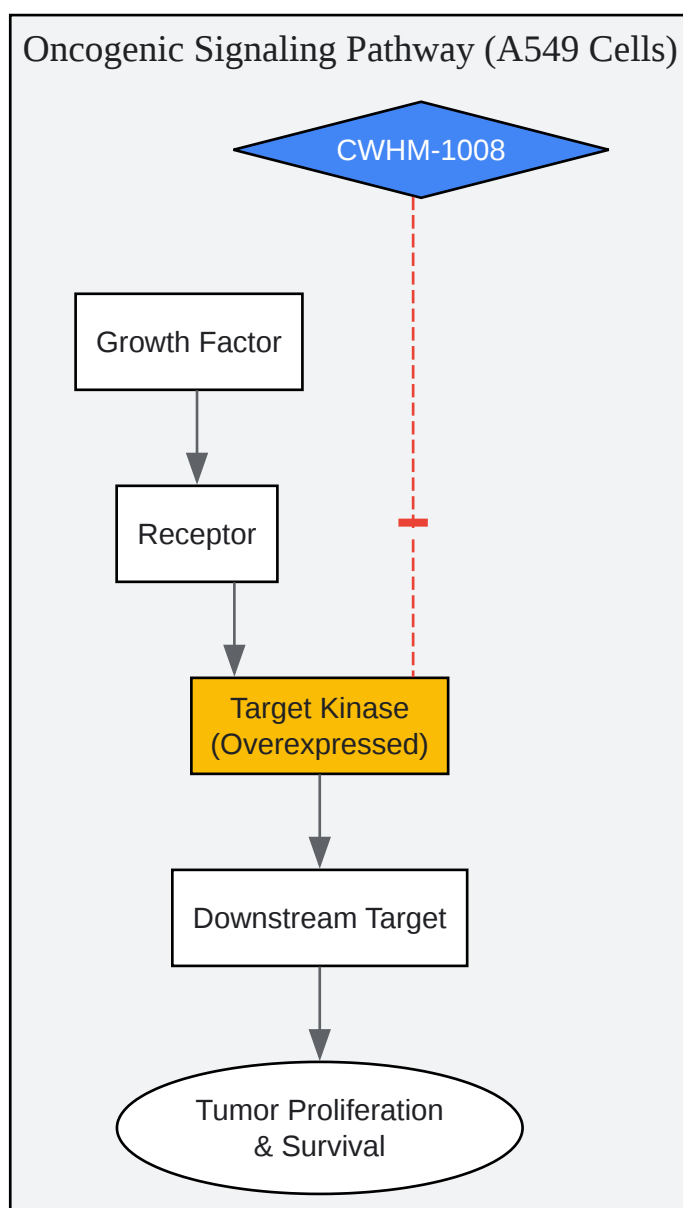 Oncogenic Signaling Pathway (A549 Cells)
CWHM-1008
Growth Factor
Receptor
Target Kinase
(Overexpressed)
Downstream Target
Tumor Proliferation
& Survival